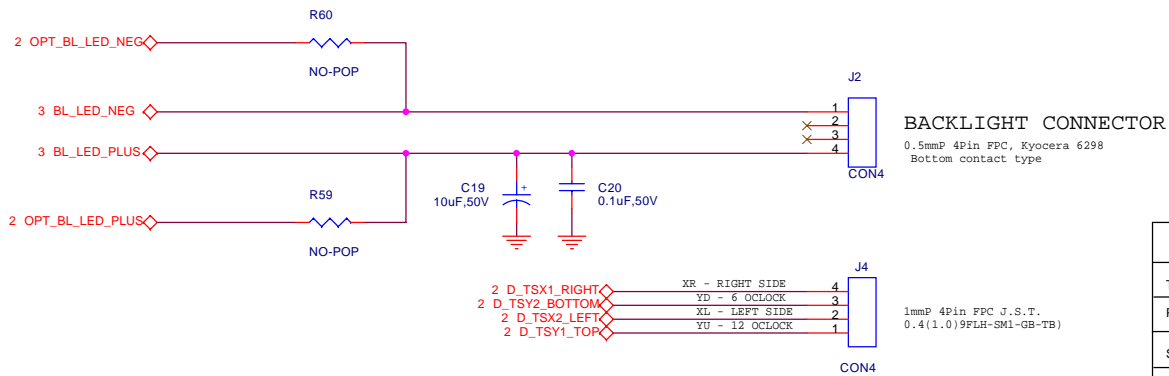 R60
2 OPT_BL_LED_NEG
NO-POP
J2
3 BL_LED_NEG
1
2
3
4
BACKLIGHT CONNECTOR
0.5mmP 4Pin FPC, Kyocera 6298
Bottom contact type
3 BL_LED_PLUS
CON4
R59
C19
10uF,50V
+
C20
0.1uF,50V
2 OPT_BL_LED_PLUS
NO-POP
J4
2 D_TSX1_RIGHT XR - RIGHT SIDE 4
2 D_TSY2_BOTTOM YD - 6 OCLOCK 3
2 D_TSX2_LEFT XL - LEFT SIDE 2
2 D_TSY1_TOP YU - 12 OCLOCK 1
1mmP 4Pin FPC J.S.T.
0.4(1.0)9FLH-SM1-GB-TB)
CON4